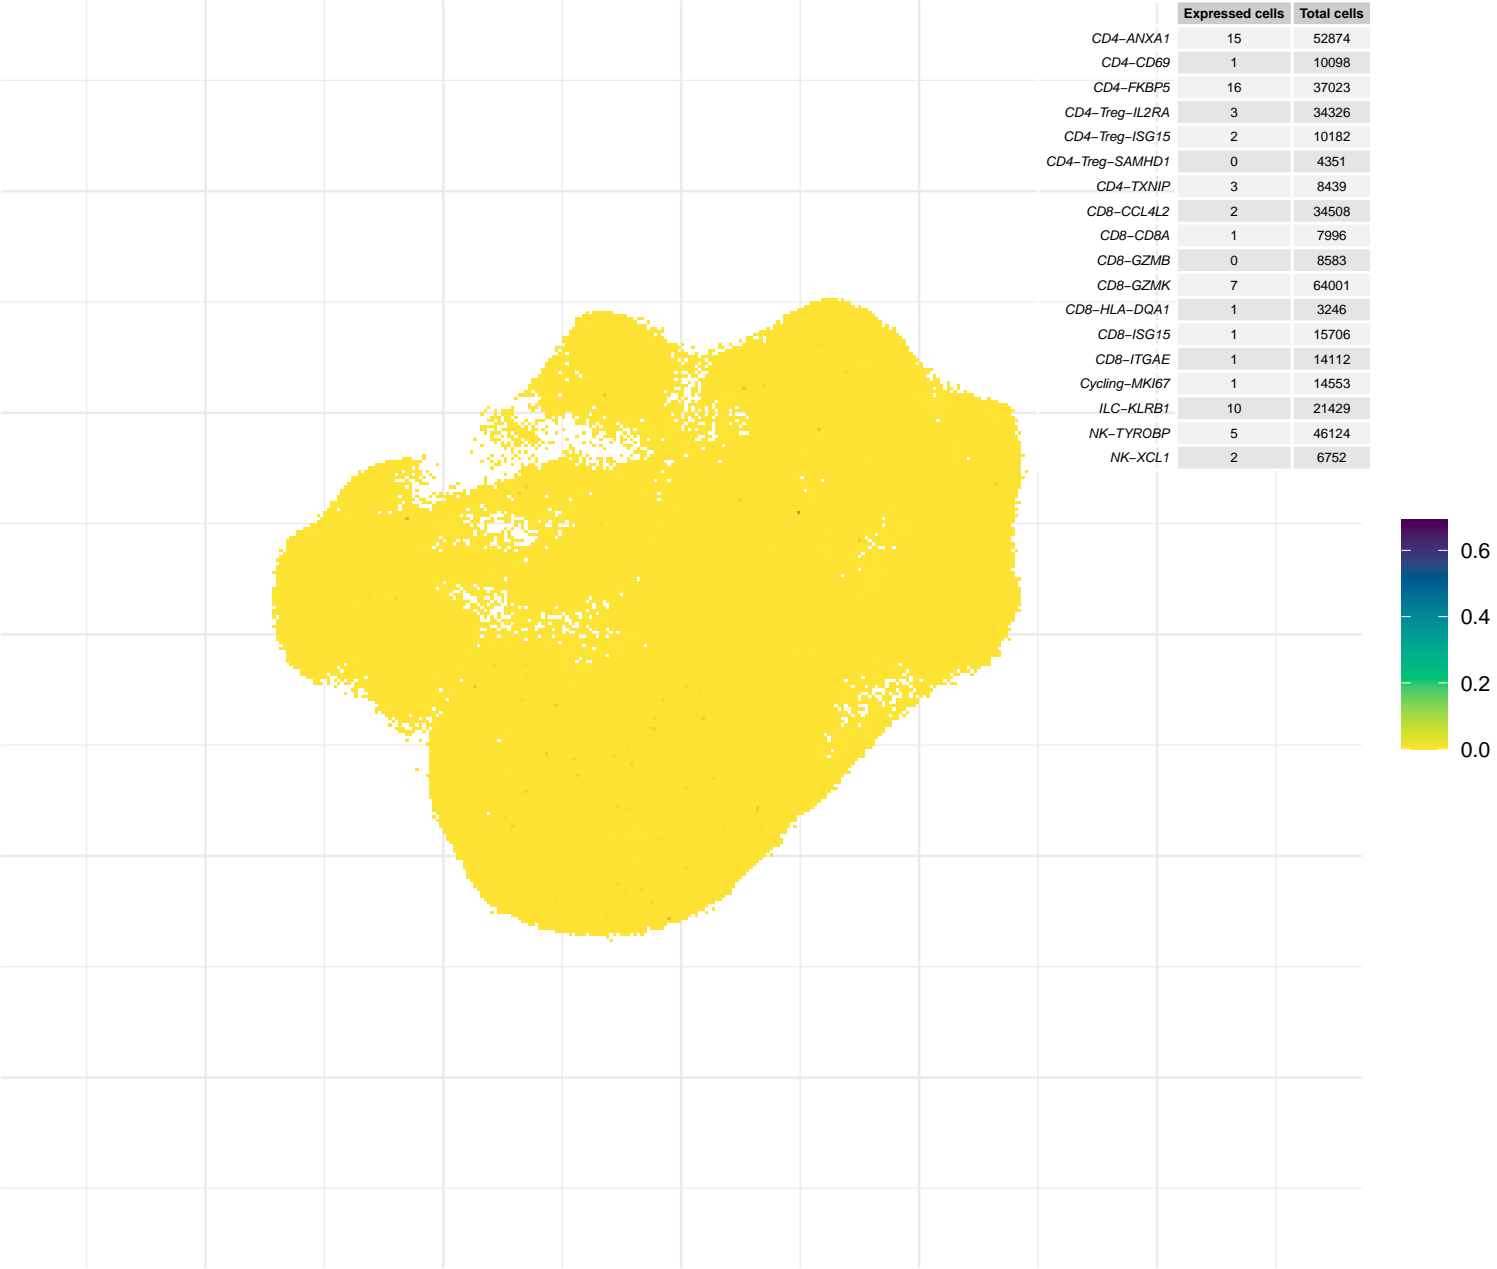 Expressed cells Total cells
CD4−ANXA1 15 52874
CD4−CD69 1 10098
CD4−FKBP5 16 37023
CD4−Treg−IL2RA 3 34326
CD4−Treg−ISG15 2 10182
CD4−Treg−SAMHD1 0 4351
CD4−TXNIP 3 8439
CD8−CCL4L2 2 34508
CD8−CD8A 1 7996
CD8−GZMB 0 8583
CD8−GZMK 7 64001
CD8−HLA−DQA1 1 3246
CD8−ISG15 1 15706
CD8−ITGAE 1 14112
Cycling−MKI67 1 14553
ILC−KLRB1 10 21429
NK−TYROBP 5 46124
NK−XCL1 2 6752
0.6
0.4
0.2
0.0